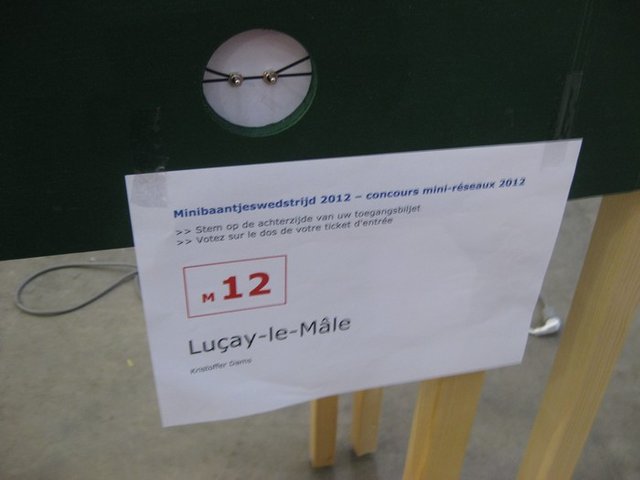 Minibaantjeswedstrijd 2012 – concours mini-réseaux 2012
>> Stem op de achterzijde van uw toegangsbiljet
>> Votez sur le dos de votre ticket d'entrée
M 12
Luçay-le-Mâle
Kristoffer Dams